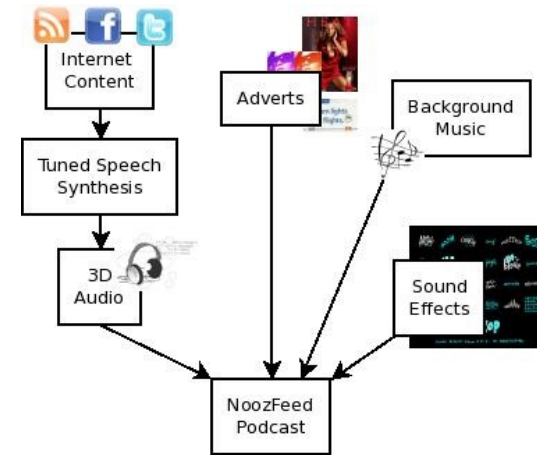 Internet
Content
Adverts
Background
Music
Tuned Speech
Synthesis
3D
Audio
Sound
Effects
NoozFeed
Podcast